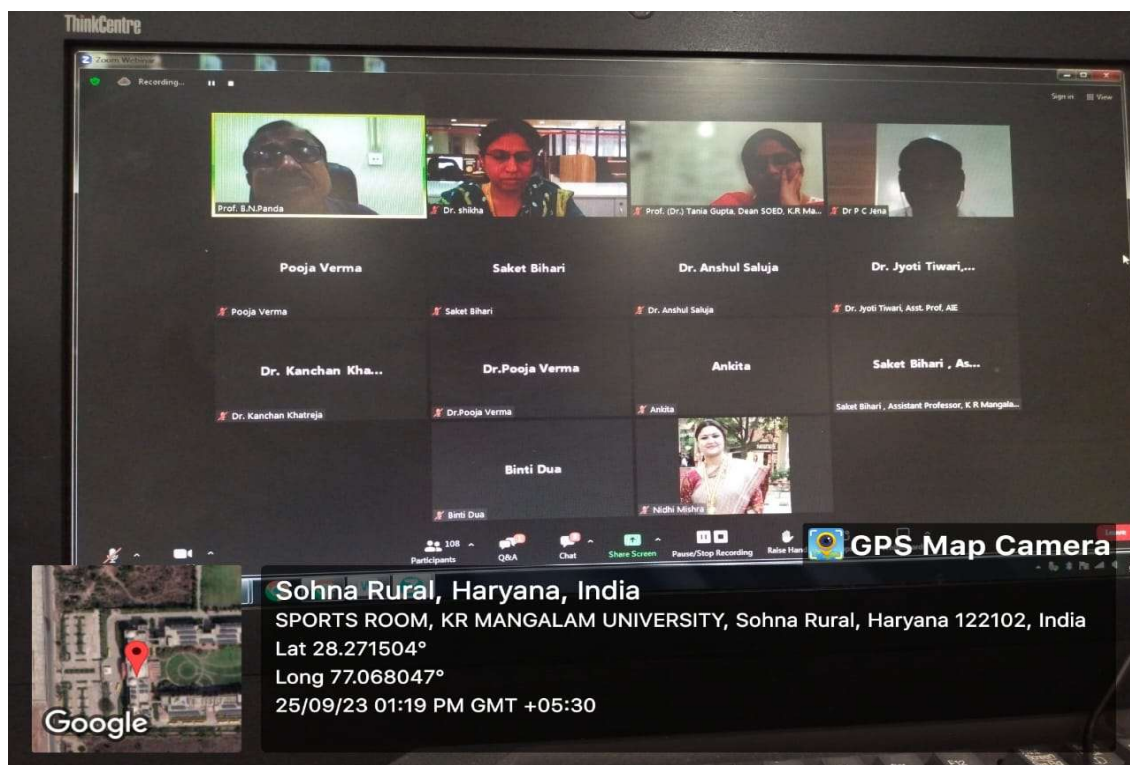 ThinkCentre
Zoom Webinar
Recording...
Sign in View
Prof. B.N.Panda
Dr. shikha
Prof. (Dr.) Tania Gupta, Dean SOED, K.R Ma...
Dr P C Jena
Pooja Verma
Saket Bihari
Dr. Anshul Saluja
Dr. Jyoti Tiwari,...
Pooja Verma
Saket Bihari
Dr. Anshul Saluja
Dr. Jyoti Tiwari, Asst. Prof, AIE
Dr. Kanchan Kha...
Dr.Pooja Verma
Ankita
Saket Bihari , As...
Dr. Kanchan Khatreja
Dr.Pooja Verma
Ankita
Saket Bihari , Assistant Professor, K R Mangala...
Binti Dua
Binti Dua
Nidhi Mishra
108
Participants
Q&A
Chat
Share Screen
Pause/Stop Recording
Raise Hand
Leave
GPS Map Camera
Sohna Rural, Haryana, India
SPORTS ROOM, KR MANGALAM UNIVERSITY, Sohna Rural, Haryana 122102, India
Lat 28.271504°
Long 77.068047°
25/09/23 01:19 PM GMT +05:30
Google
F12